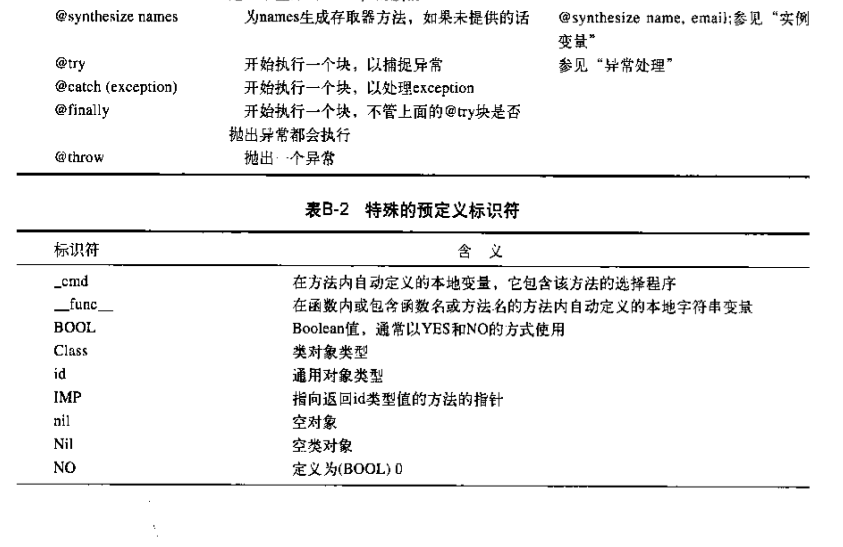 @synthesize names 为names生成存取器方法，如果未提供的话 @synthesize name, email;参见“实例
变量”
@try 开始执行一个块，以捕捉异常 参见“异常处理”
@catch (exception) 开始执行一个块，以处理exception
@finally 开始执行一个块，不管上面的@try块是否
抛出异常都会执行
@throw 抛出一个异常
表B-2 特殊的预定义标识符
标识符 含 义
_cmd 在方法内自动定义的本地变量，它包含该方法的选择程序
__func__ 在函数内或包含函数名或方法名的方法内自动定义的本地字符串变量
BOOL Boolean值，通常以YES和NO的方式使用
Class 类对象类型
id 通用对象类型
IMP 指向返回id类型值的方法的指针
nil 空对象
Nil 空类对象
NO 定义为(BOOL) 0